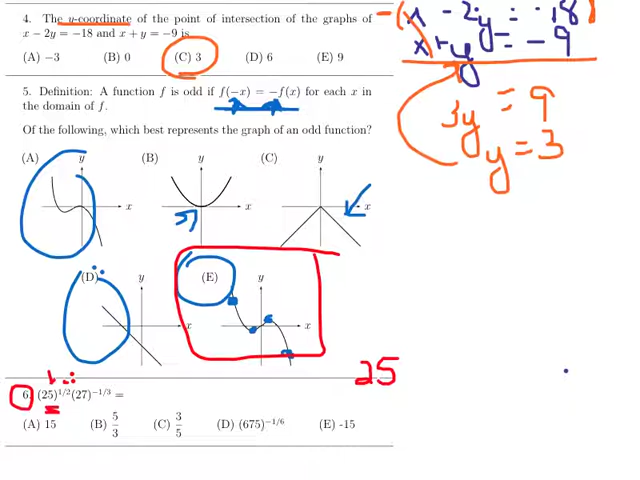 4. The y-coordinate of the point of intersection of the graphs of
x − 2y = −18 and x + y = −9 is
(A) −3 (B) 0 (C) 3 (D) 6 (E) 9
−(x − 2y = −18)
x + y = −9
3y = 9
y = 3
5. Definition: A function f is odd if f(−x) = −f(x) for each x in
the domain of f.
Of the following, which best represents the graph of an odd function?
(A) y x
(B) y x
(C) y x
(D) y x
(E) y x
25
6. (25)^{1/2}(27)^{−1/3} =
(A) 15 (B) 5/3 (C) 3/5 (D) (675)^{−1/6} (E) -15